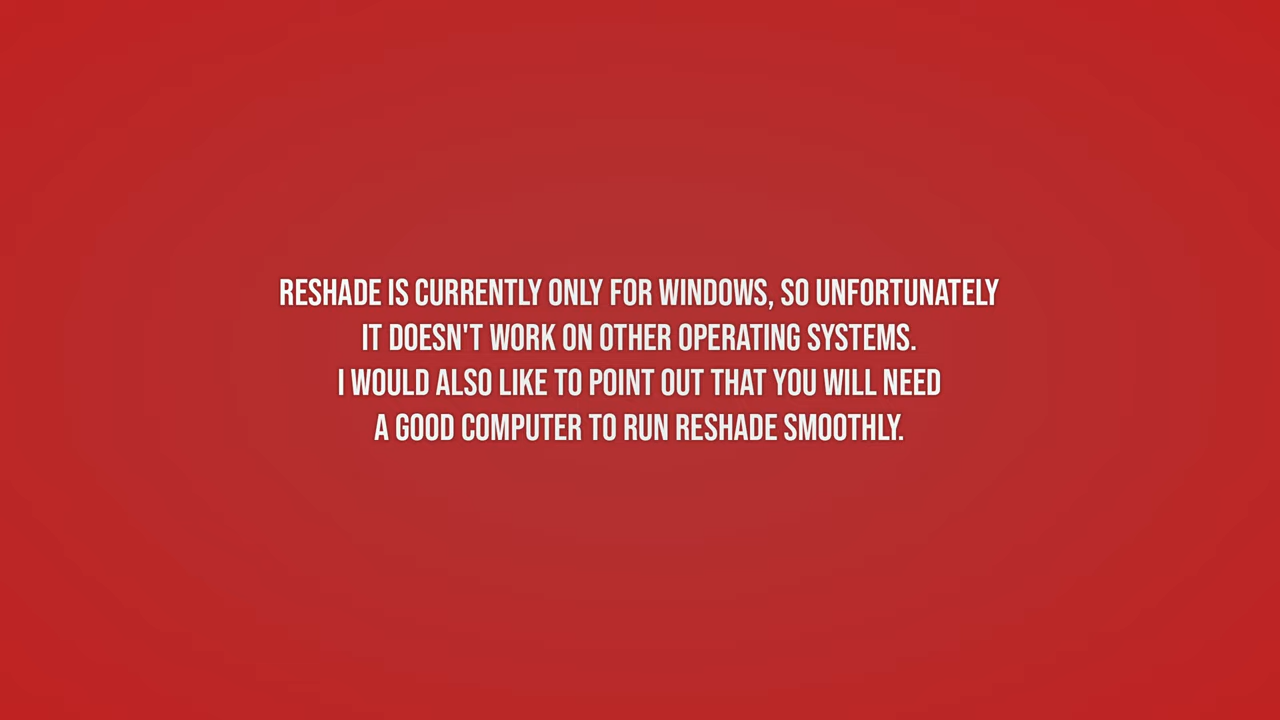 RESHADE IS CURRENTLY ONLY FOR WINDOWS, SO UNFORTUNATELY
IT DOESN'T WORK ON OTHER OPERATING SYSTEMS.
I WOULD ALSO LIKE TO POINT OUT THAT YOU WILL NEED
A GOOD COMPUTER TO RUN RESHADE SMOOTHLY.